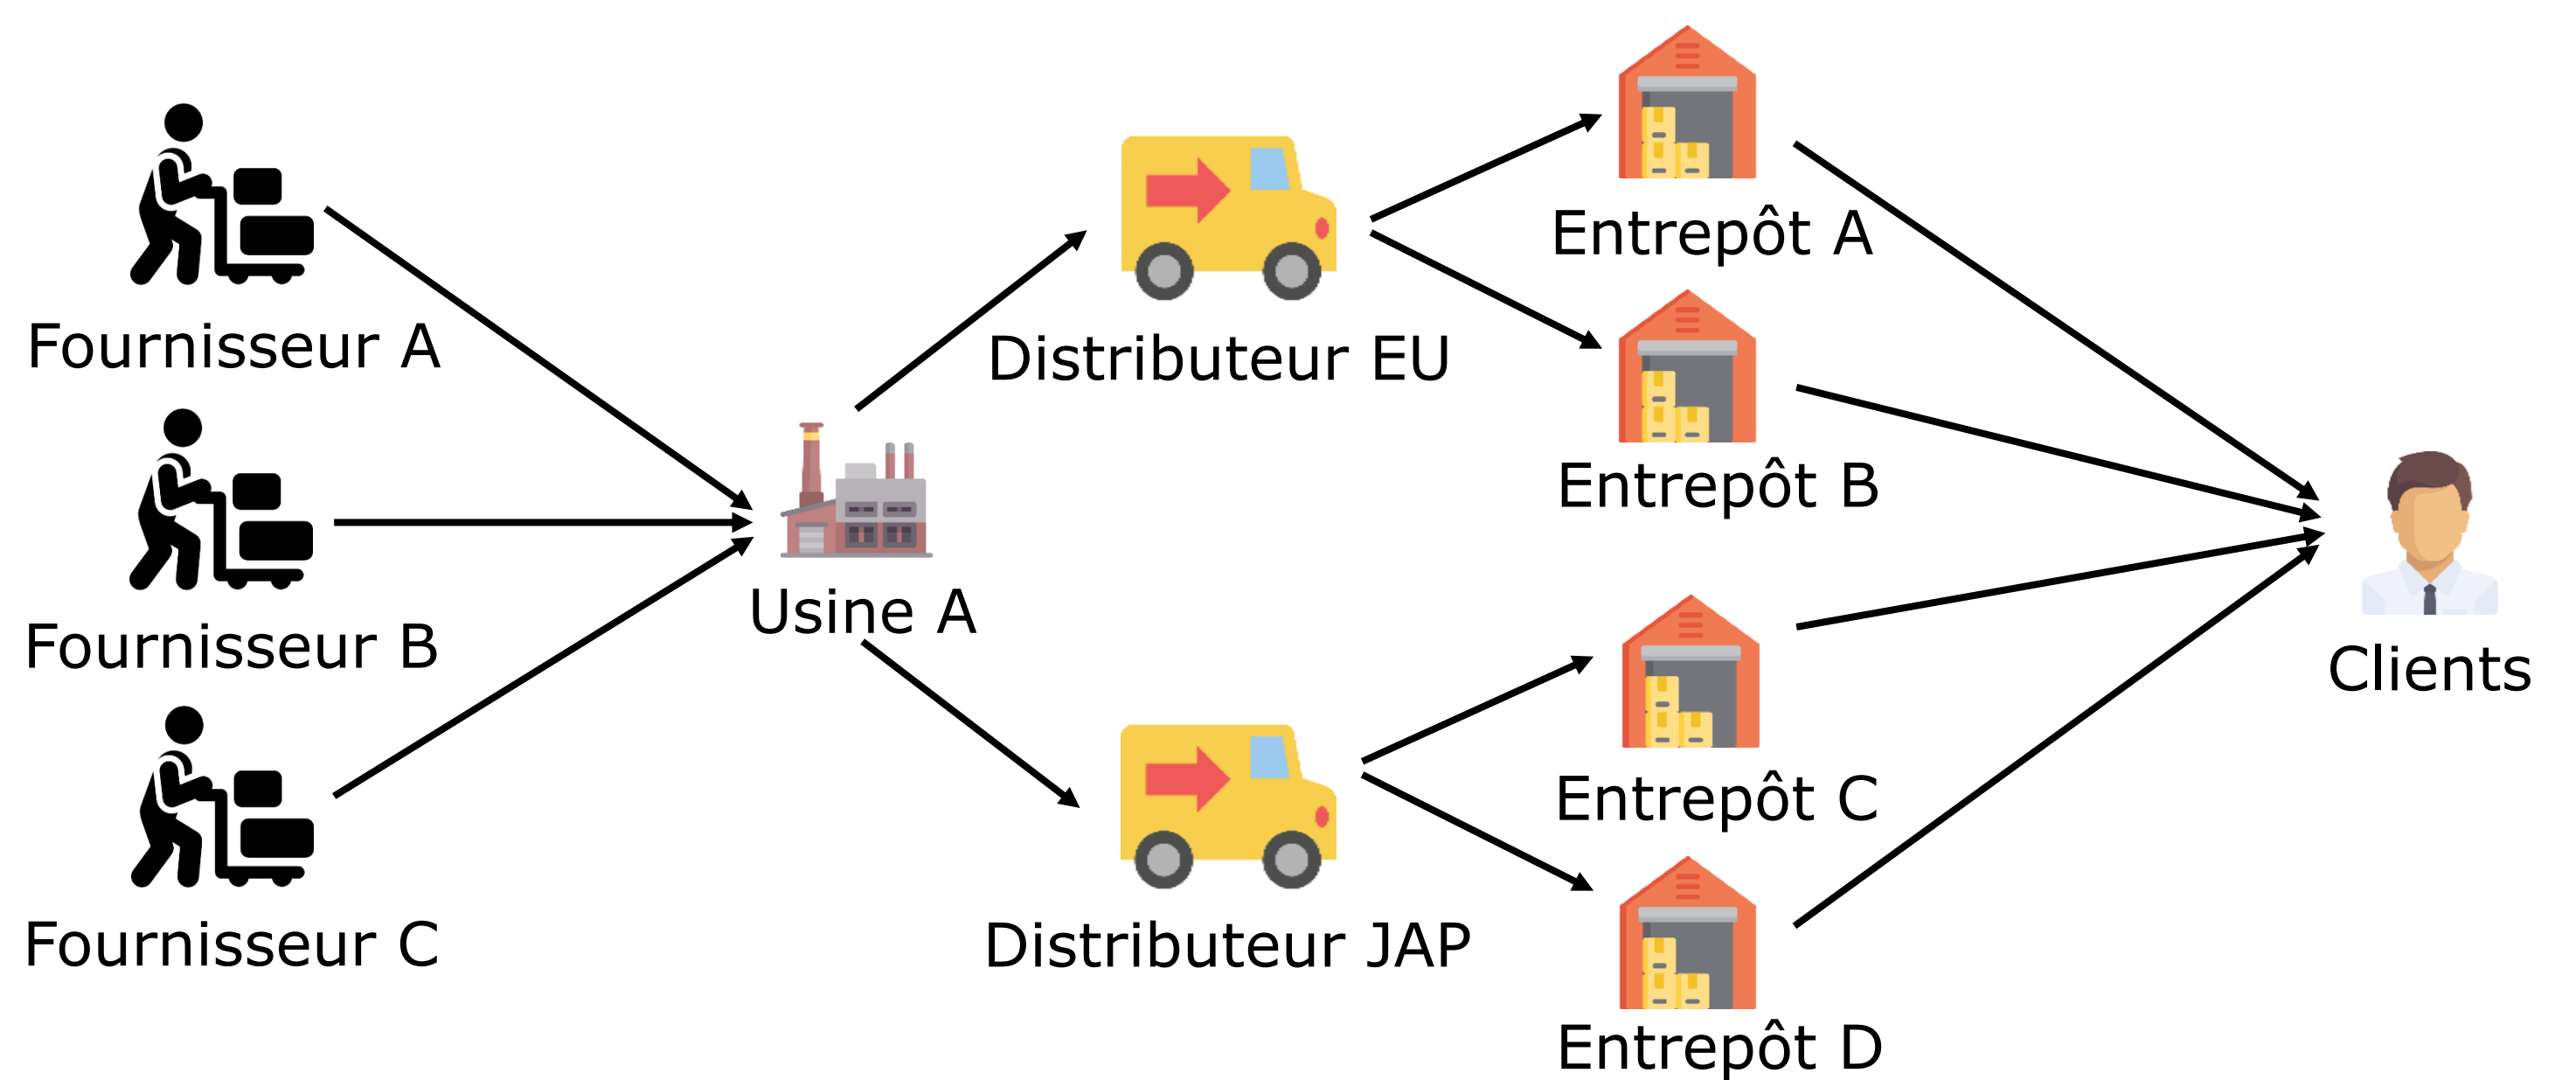 Fournisseur A
Fournisseur B
Fournisseur C
Usine A
Distributeur EU
Distributeur JAP
Entrepôt A
Entrepôt B
Entrepôt C
Entrepôt D
Clients